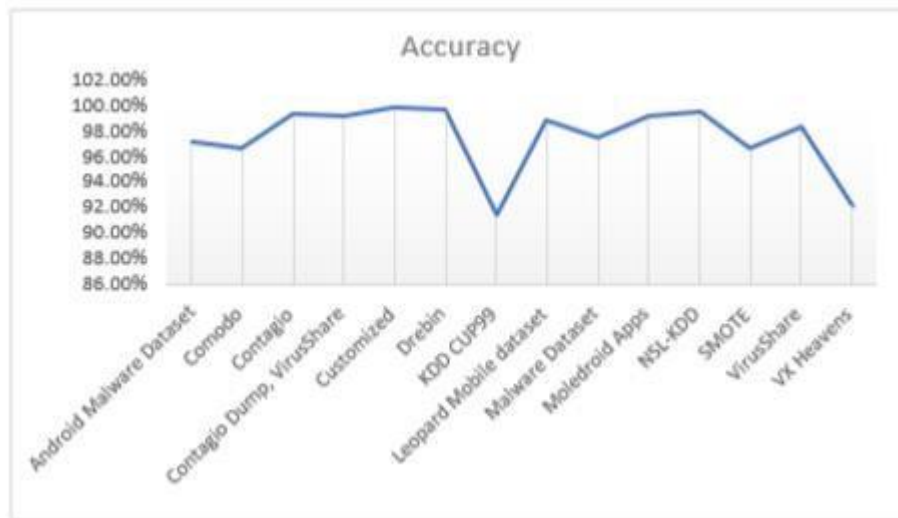 Accuracy
102.00%
100.00%
98.00%
96.00%
94.00%
92.00%
90.00%
88.00%
86.00%
Android Malware Dataset
Comodo
Contagio
Contagio Dump, VirusShare
Customized
Drebin
KDD CUP99
Leopard Mobile dataset
Malware Dataset
Moledroid Apps
NSL-KDD
SMOTE
VirusShare
VX Heavens